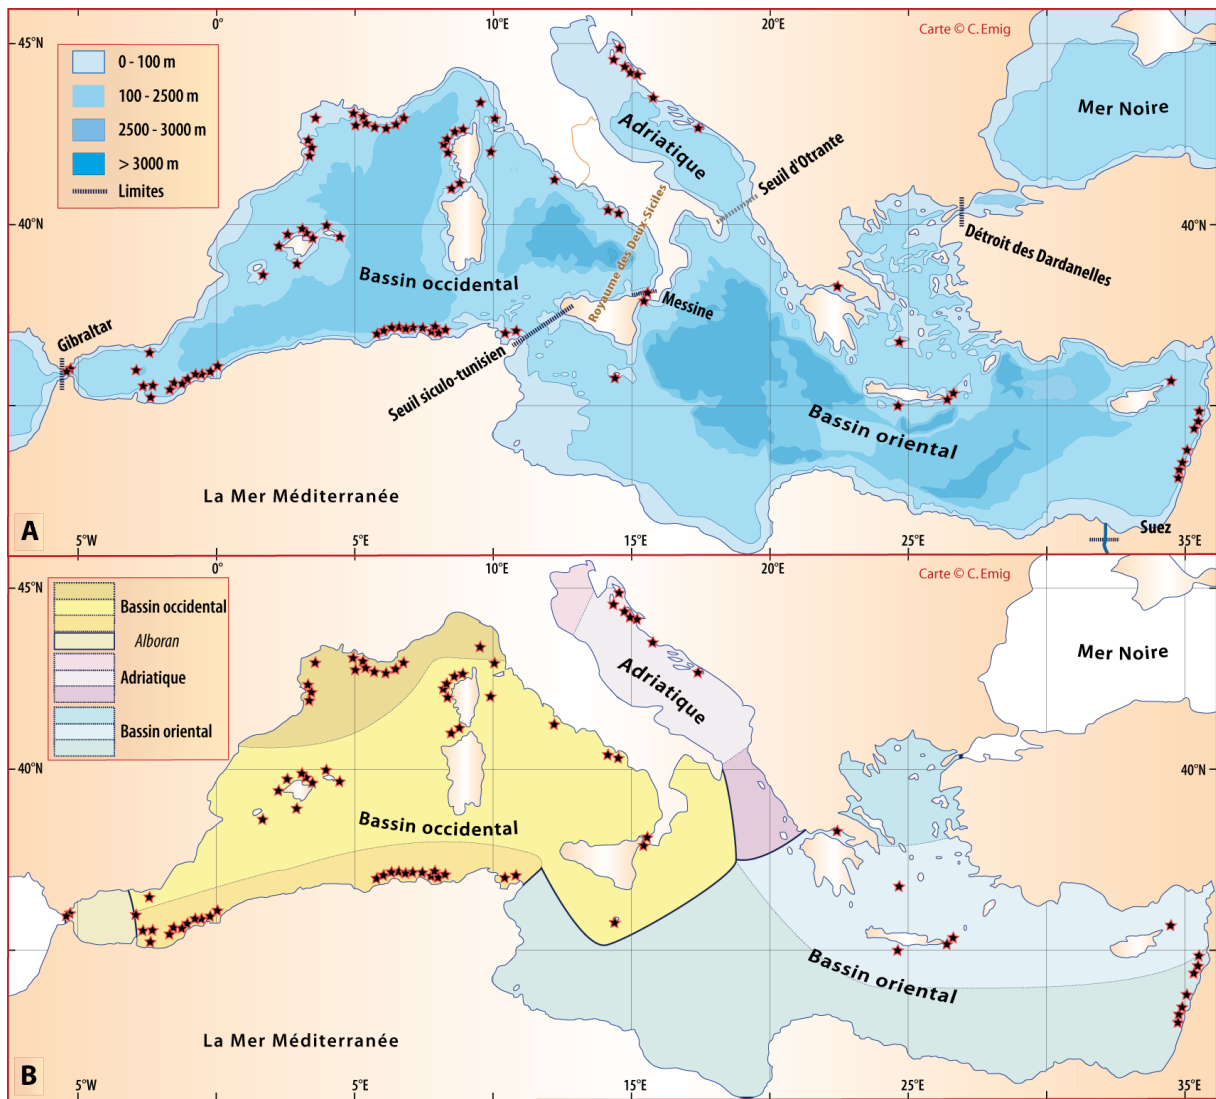 0°
10°E
20°E
Carte © C. Emig
45°N
0 - 100 m
100 - 2500 m
2500 - 3000 m
> 3000 m
Limites
Mer Noire
Adriatique
Seuil d'Otrante
40°N
Détroit des Dardanelles
Royaume des Deux-Siciles
Bassin occidental
Messine
Gibraltar
Seuil siculo-tunisien
Bassin oriental
La Mer Méditerranée
A
Suez
5°W
5°E
15°E
25°E
35°E
0°
10°E
20°E
Carte © C. Emig
45°N
Bassin occidental
Alboran
Adriatique
Bassin oriental
Mer Noire
Adriatique
40°N
40°N
Bassin occidental
Bassin oriental
La Mer Méditerranée
B
5°W
5°E
15°E
25°E
35°E